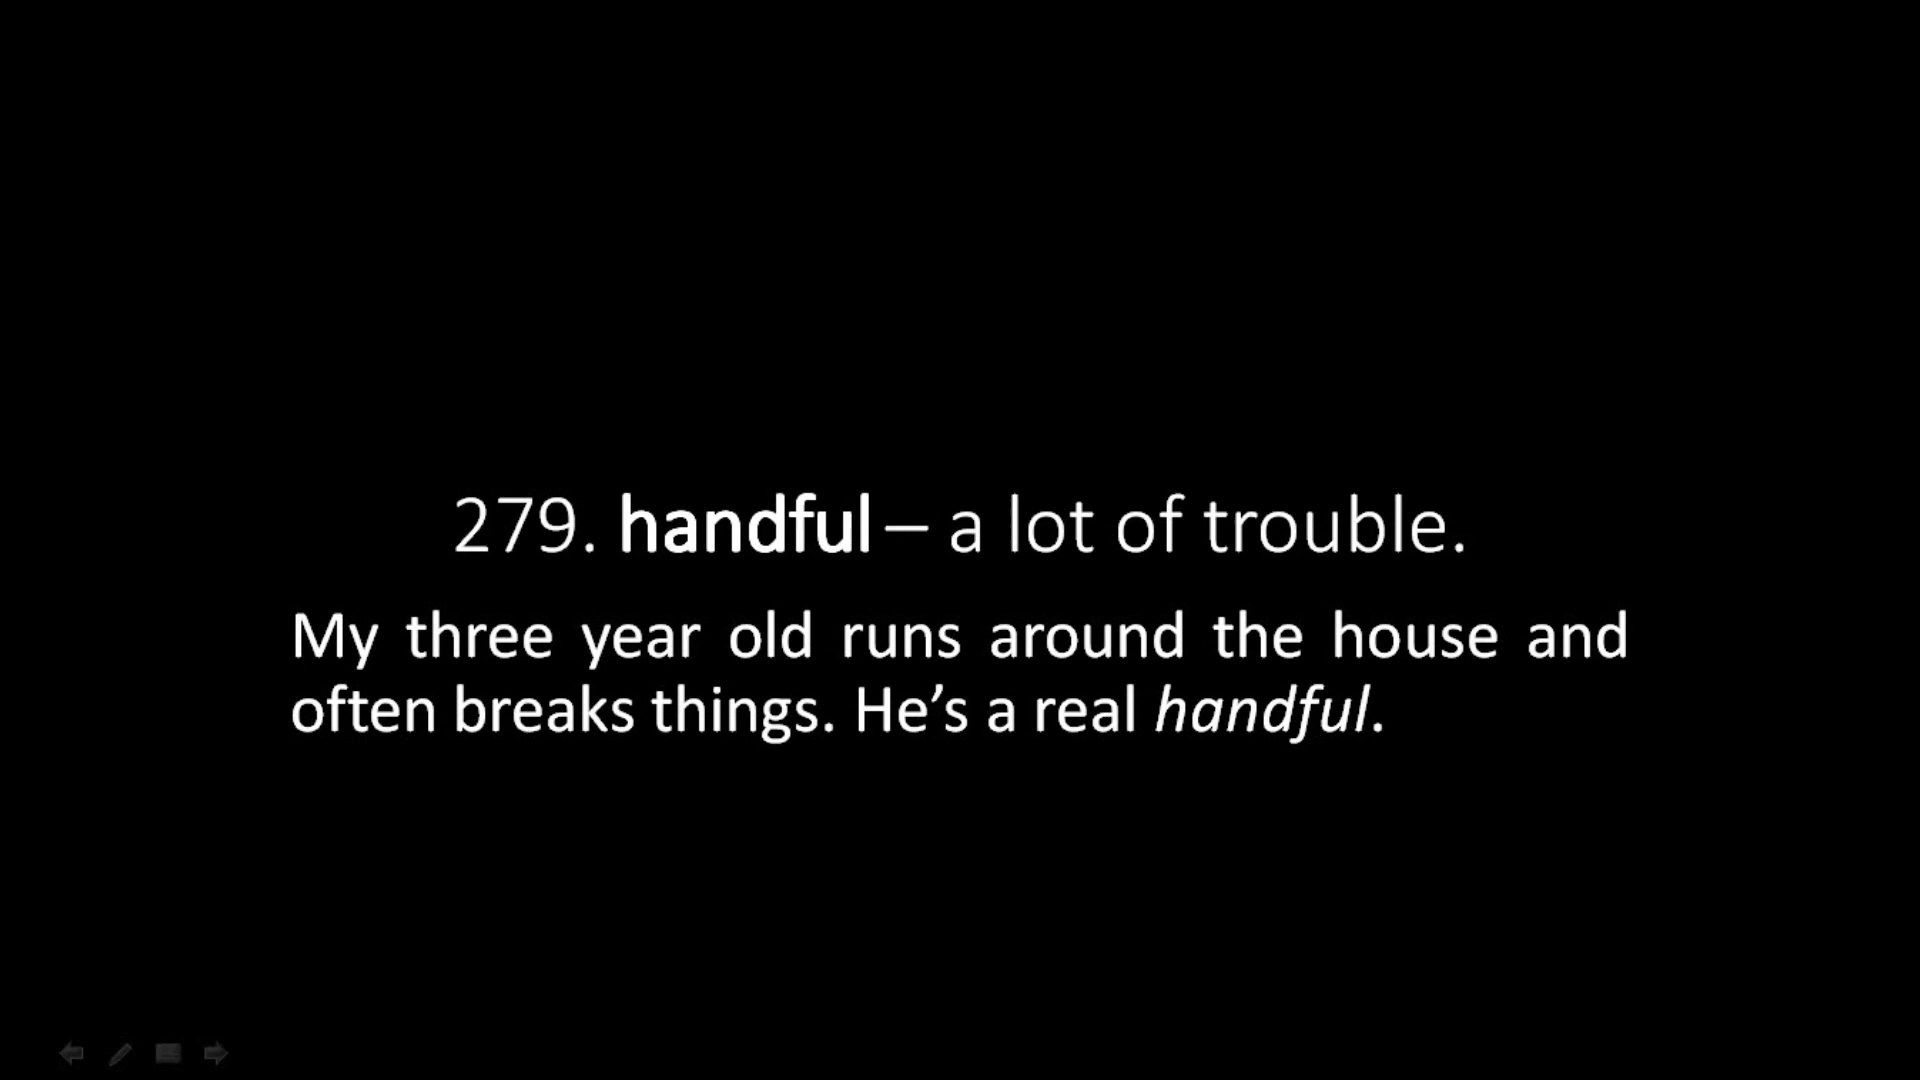 279. handful – a lot of trouble.
My three year old runs around the house and
often breaks things. He’s a real handful.